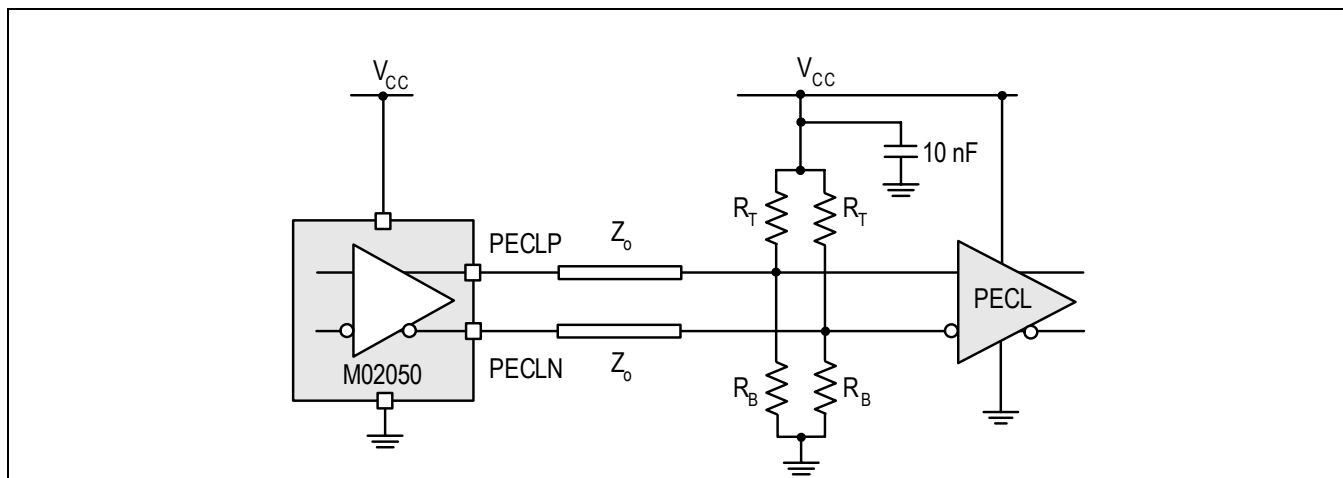 V_CC
V_CC
10 nF
R_T
R_T
PECLP
Z_o
PECL
M02050
PECLN
Z_o
R_B
R_B